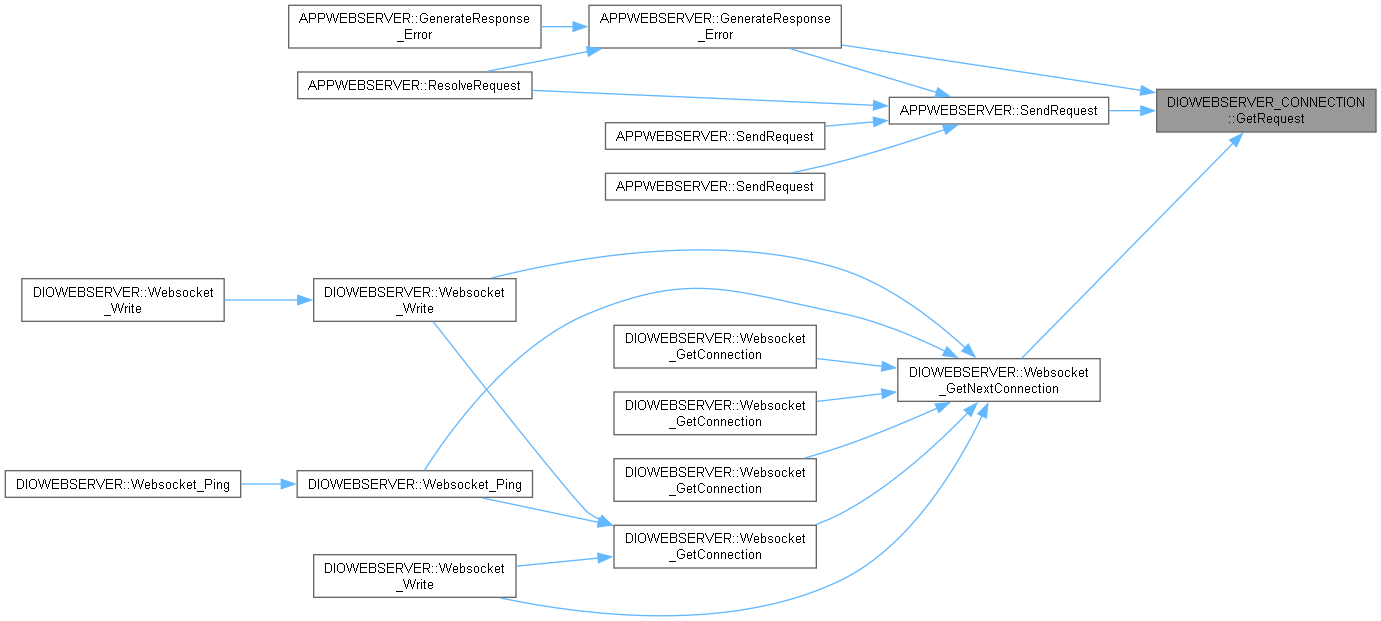 APPWEBSERVER::GenerateResponse
_Error
APPWEBSERVER::GenerateResponse
_Error
APPWEBSERVER::ResolveRequest
APPWEBSERVER::SendRequest
DIOWEBSERVER_CONNECTION
::GetRequest
APPWEBSERVER::SendRequest
APPWEBSERVER::SendRequest
DIOWEBSERVER::Websocket
_Write
DIOWEBSERVER::Websocket
_Write
DIOWEBSERVER::Websocket
_GetConnection
DIOWEBSERVER::Websocket
_GetNextConnection
DIOWEBSERVER::Websocket
_GetConnection
DIOWEBSERVER::Websocket
_GetConnection
DIOWEBSERVER::Websocket_Ping
DIOWEBSERVER::Websocket_Ping
DIOWEBSERVER::Websocket
_GetConnection
DIOWEBSERVER::Websocket
_Write